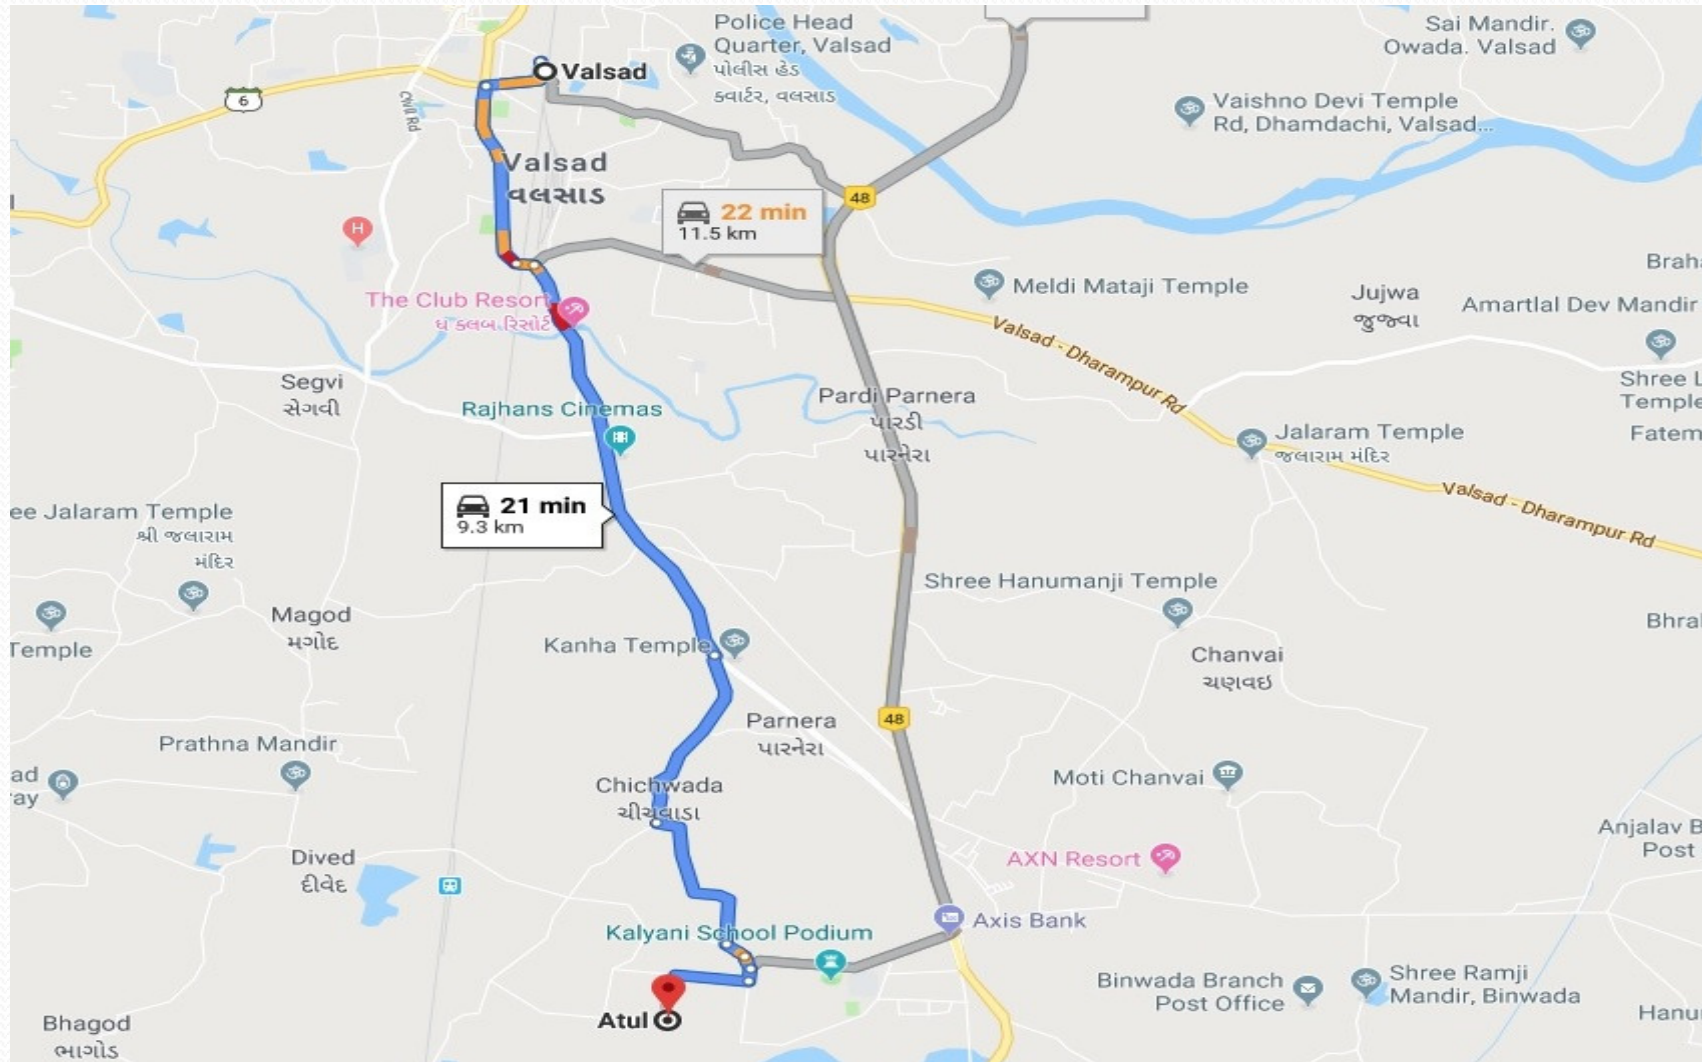 Police Head
Quarter, Valsad
પોલીસ હેડ
ક્વાર્ટર, વલસાડ
Sai Mandir.
Owada. Valsad
Valsad
6
Civil Rd
Vaishno Devi Temple
Rd, Dhamdachi, Valsad...
Valsad
વલસાડ
48
22 min
11.5 km
H
Meldi Mataji Temple
Jujwa
જુજવા
Braha
Amartlal Dev Mandir
The Club Resort
ધ ક્લબ રિસોર્ટ
Valsad - Dharampur Rd
Segvi
સેગવી
Rajhans Cinemas
Pardi Parnera
પારડી
પારનેરા
Shree L
Temple
Jalaram Temple
જલારામ મંદિર
Fatem
21 min
9.3 km
Valsad - Dharampur Rd
ee Jalaram Temple
શ્રી જલારામ
મંદિર
Shree Hanumanji Temple
Magod
મગોદ
Temple
Kanha Temple
Bhral
Chanvai
ચણવઇ
48
Parnera
પારનેરા
Prathna Mandir
ad
ay
Chichwada
ચીચવાડા
Moti Chanvai
Anjalav B
Post
Dived
દીવેદ
AXN Resort
Axis Bank
Kalyani School Podium
Binwada Branch
Post Office
Shree Ramji
Mandir, Binwada
Atul
Bhagod
ભાગોડ
Hanu